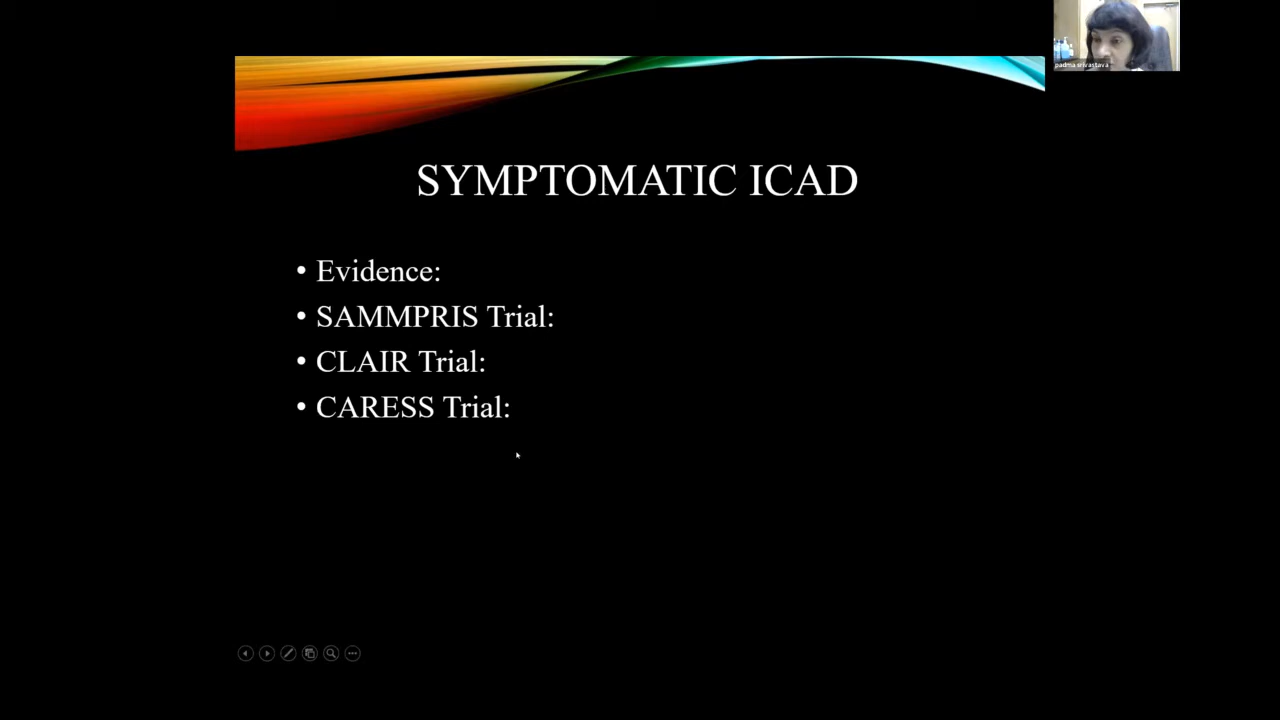 padma srivastava
SYMPTOMATIC ICAD
• Evidence:
• SAMMPRIS Trial:
• CLAIR Trial:
• CARESS Trial: